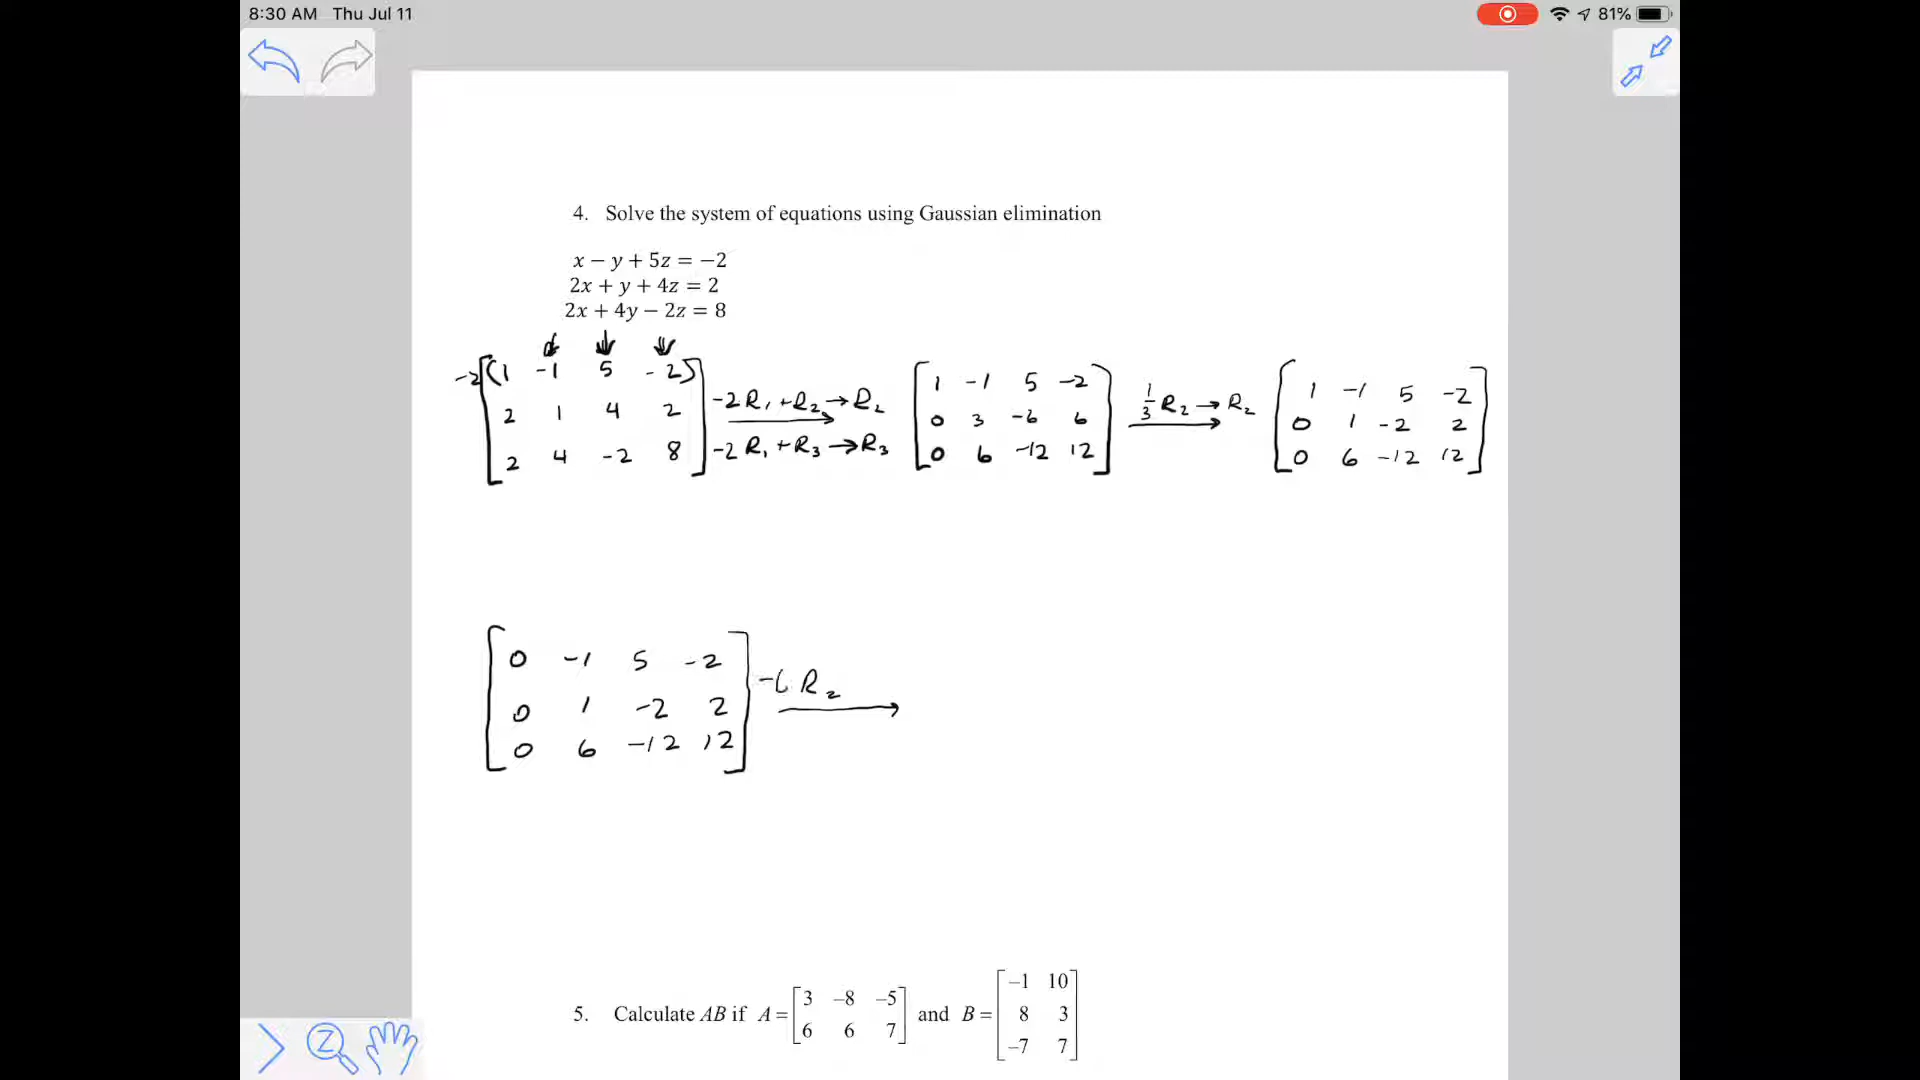 8:30 AM Thu Jul 11
81%
4. Solve the system of equations using Gaussian elimination
x − y + 5z = −2
2x + y + 4z = 2
2x + 4y − 2z = 8
-2 ( 1 -1 5 -2 )
2 1 4 2
2 4 -2 8
-2R₁ + R₂ → R₂
-2R₁ + R₃ → R₃
1 -1 5 -2
0 3 -6 6
0 6 -12 12
1/3 R₂ → R₂
1 -1 5 -2
0 1 -2 2
0 6 -12 12
0 -1 5 -2
0 1 -2 2
0 6 -12 12
-6R₂
5. Calculate AB if A = [3 −8 −5
6 6 7] and B = [−1 10
8 3
−7 7]
Z